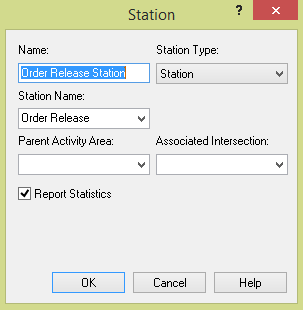 Station
?
Name:
Station Type:
Order Release Station
Station
Station Name:
Order Release
Parent Activity Area:
Associated Intersection:
Report Statistics
OK
Cancel
Help